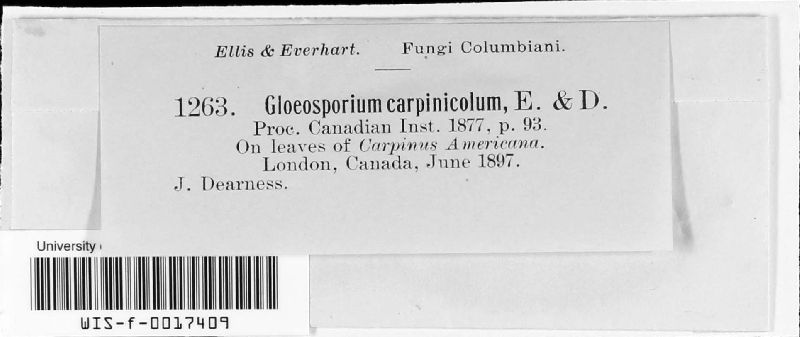 Ellis & Everhart. Fungi Columbiani.
1263. Gloeosporium carpinicolum, E. & D.
Proc. Canadian Inst. 1877, p. 93.
On leaves of Carpinus Americana.
London, Canada, June 1897.
J. Dearness.
University
WIS-f-0017409